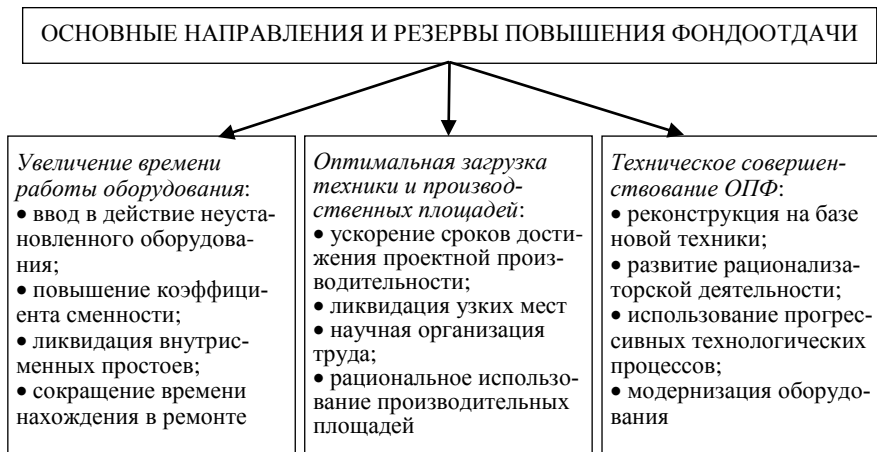 ОСНОВНЫЕ НАПРАВЛЕНИЯ И РЕЗЕРВЫ ПОВЫШЕНИЯ ФОНДООТДАЧИ
Увеличение времени
работы оборудования:
• ввод в действие неуста-
новленного оборудова-
ния;
• повышение коэффици-
ента сменности;
• ликвидация внутрис-
менных простоев;
• сокращение времени
нахождения в ремонте
Оптимальная загрузка
техники и производ-
ственных площадей:
• ускорение сроков дости-
жения проектной произ-
водительности;
• ликвидация узких мест
• научная организация
труда;
• рациональное использо-
вание производительных
площадей
Техническое совершен-
ствование ОПФ:
• реконструкция на базе
новой техники;
• развитие рационализа-
торской деятельности;
• использование прогрес-
сивных технологических
процессов;
• модернизация оборудо-
вания